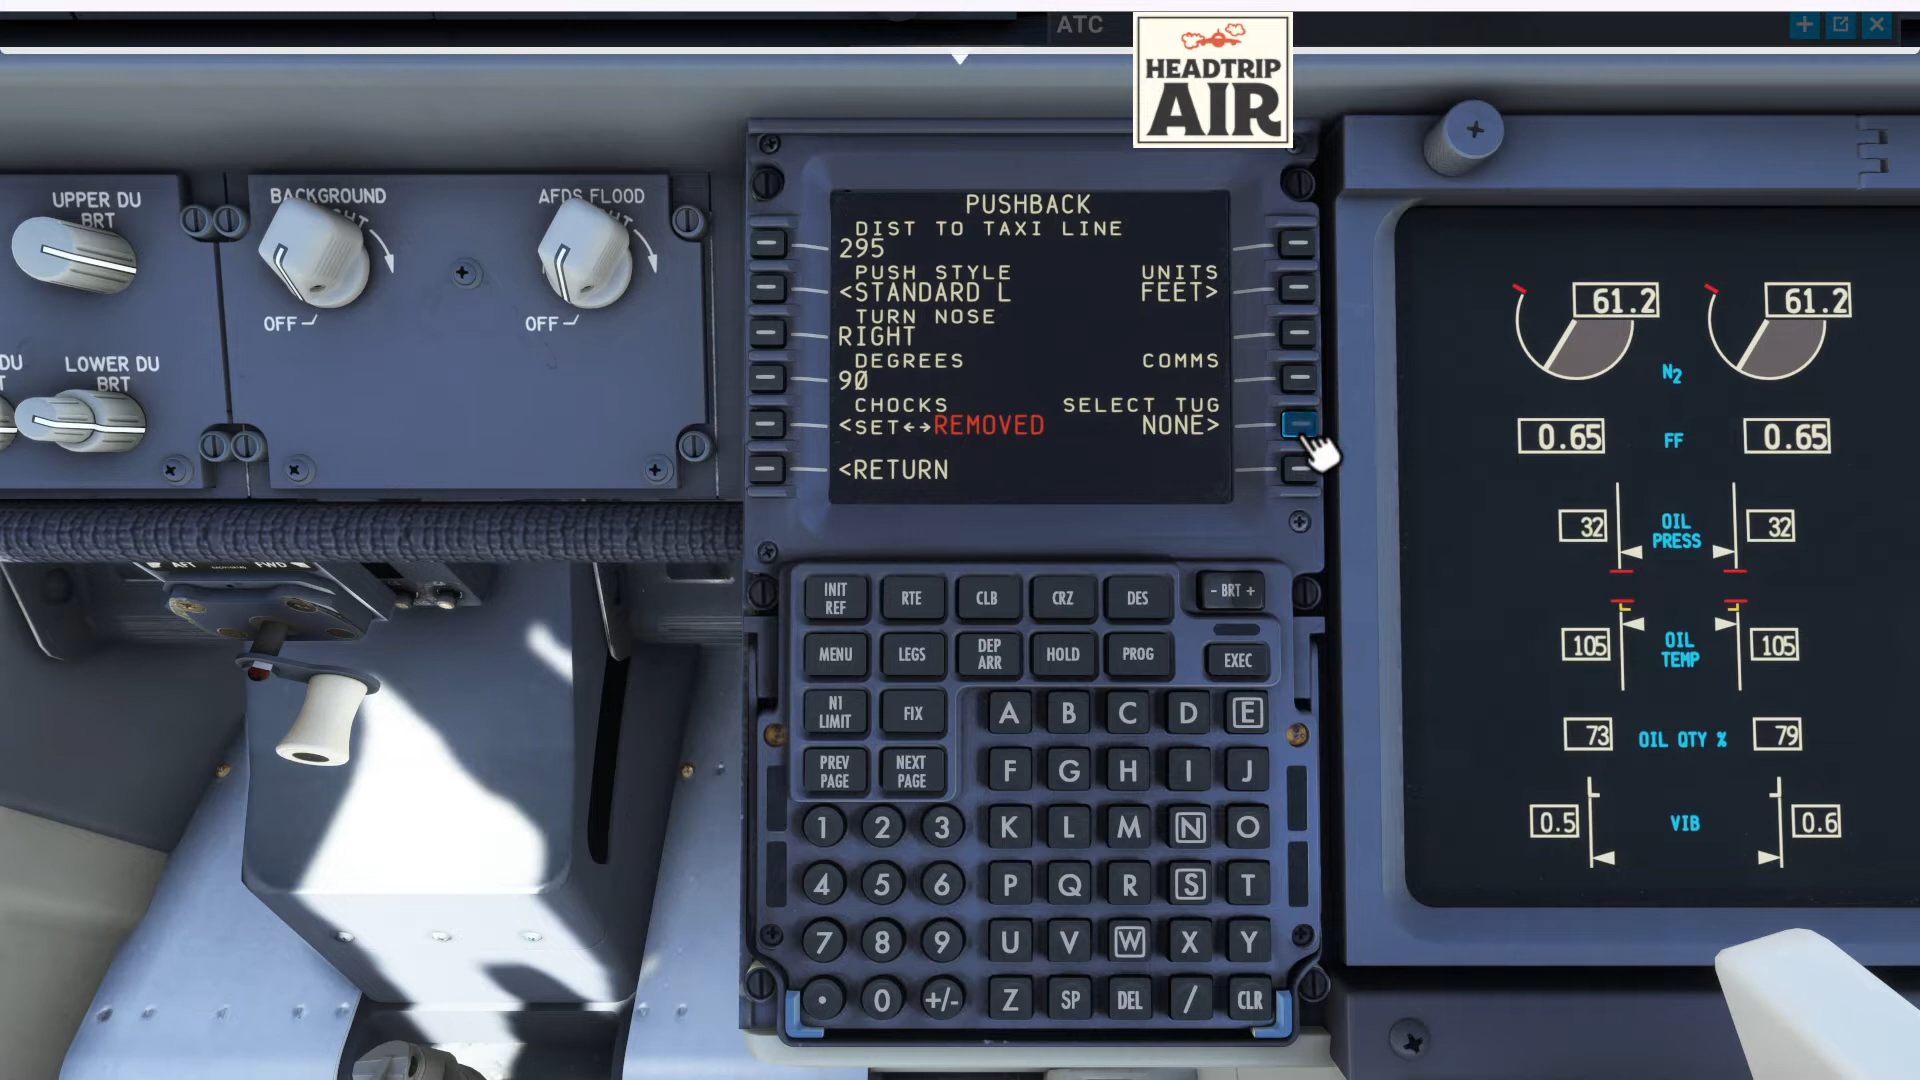 ATC
HEADTRIP
AIR
UPPER DU
BRT
BACKGROUND
OFF
AFDS FLOOD
OFF
DU
LOWER DU
BRT
PUSHBACK
DIST TO TAXI LINE
295
PUSH STYLE UNITS
<STANDARD L FEET>
TURN NOSE
RIGHT
DEGREES COMMS
90
CHOCKS SELECT TUG
<SET←→REMOVED NONE>
<RETURN
AFT FWD
INIT REF RTE CLB CRZ DES - BRT +
MENU LEGS DEP ARR HOLD PROG EXEC
N1 LIMIT FIX A B C D E
PREV PAGE NEXT PAGE F G H I J
1 2 3 K L M N O
4 5 6 P Q R S T
7 8 9 U V W X Y
. 0 +/- Z SP DEL / CLR
61.2 61.2
N2
0.65 FF 0.65
32 OIL PRESS 32
105 OIL TEMP 105
73 OIL QTY % 79
0.5 VIB 0.6